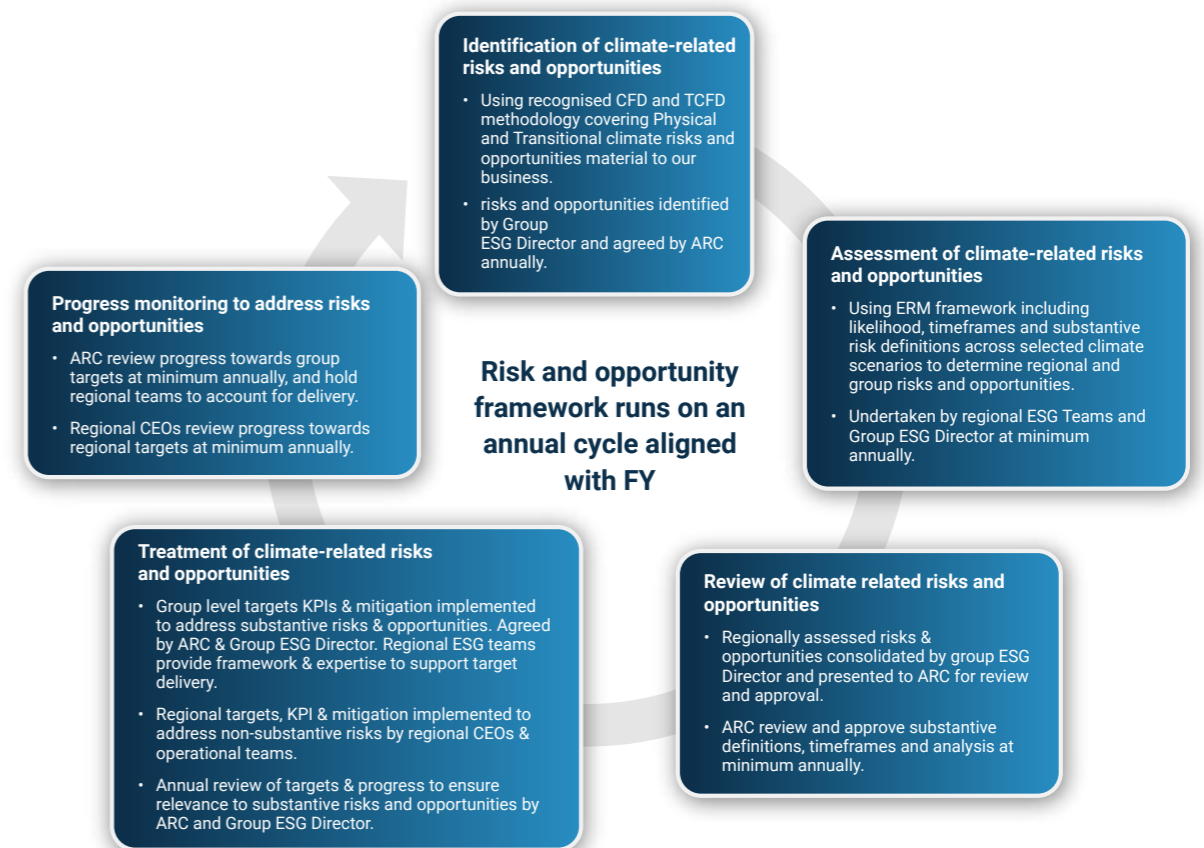 Identification of climate-related
risks and opportunities
• Using recognised CFD and TCFD
methodology covering Physical
and Transitional climate risks and
opportunities material to our
business.
• risks and opportunities identified
by Group
ESG Director and agreed by ARC
annually.
Assessment of climate-related risks
and opportunities
• Using ERM framework including
likelihood, timeframes and substantive
risk definitions across selected climate
scenarios to determine regional and
group risks and opportunities.
• Undertaken by regional ESG Teams and
Group ESG Director at minimum
annually.
Review of climate related risks and
opportunities
• Regionally assessed risks &
opportunities consolidated by group ESG
Director and presented to ARC for review
and approval.
• ARC review and approve substantive
definitions, timeframes and analysis at
minimum annually.
Treatment of climate-related risks
and opportunities
• Group level targets KPIs & mitigation implemented
to address substantive risks & opportunities. Agreed
by ARC & Group ESG Director. Regional ESG teams
provide framework & expertise to support target
delivery.
• Regional targets, KPI & mitigation implemented to
address non-substantive risks by regional CEOs &
operational teams.
• Annual review of targets & progress to ensure
relevance to substantive risks and opportunities by
ARC and Group ESG Director.
Progress monitoring to address risks
and opportunities
• ARC review progress towards group
targets at minimum annually, and hold
regional teams to account for delivery.
• Regional CEOs review progress towards
regional targets at minimum annually.
Risk and opportunity
framework runs on an
annual cycle aligned
with FY